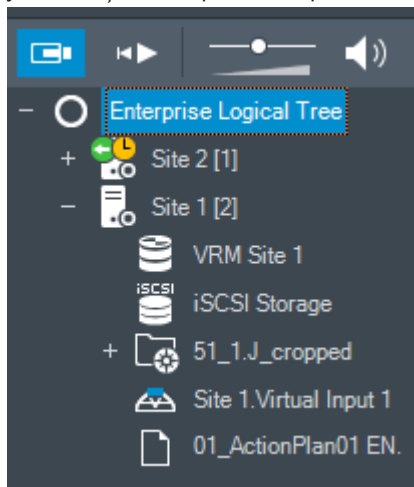 Enterprise Logical Tree
Site 2 [1]
Site 1 [2]
VRM Site 1
iSCSI
iSCSI Storage
51_1.J_cropped
Site 1.Virtual Input 1
01_ActionPlan01 EN.